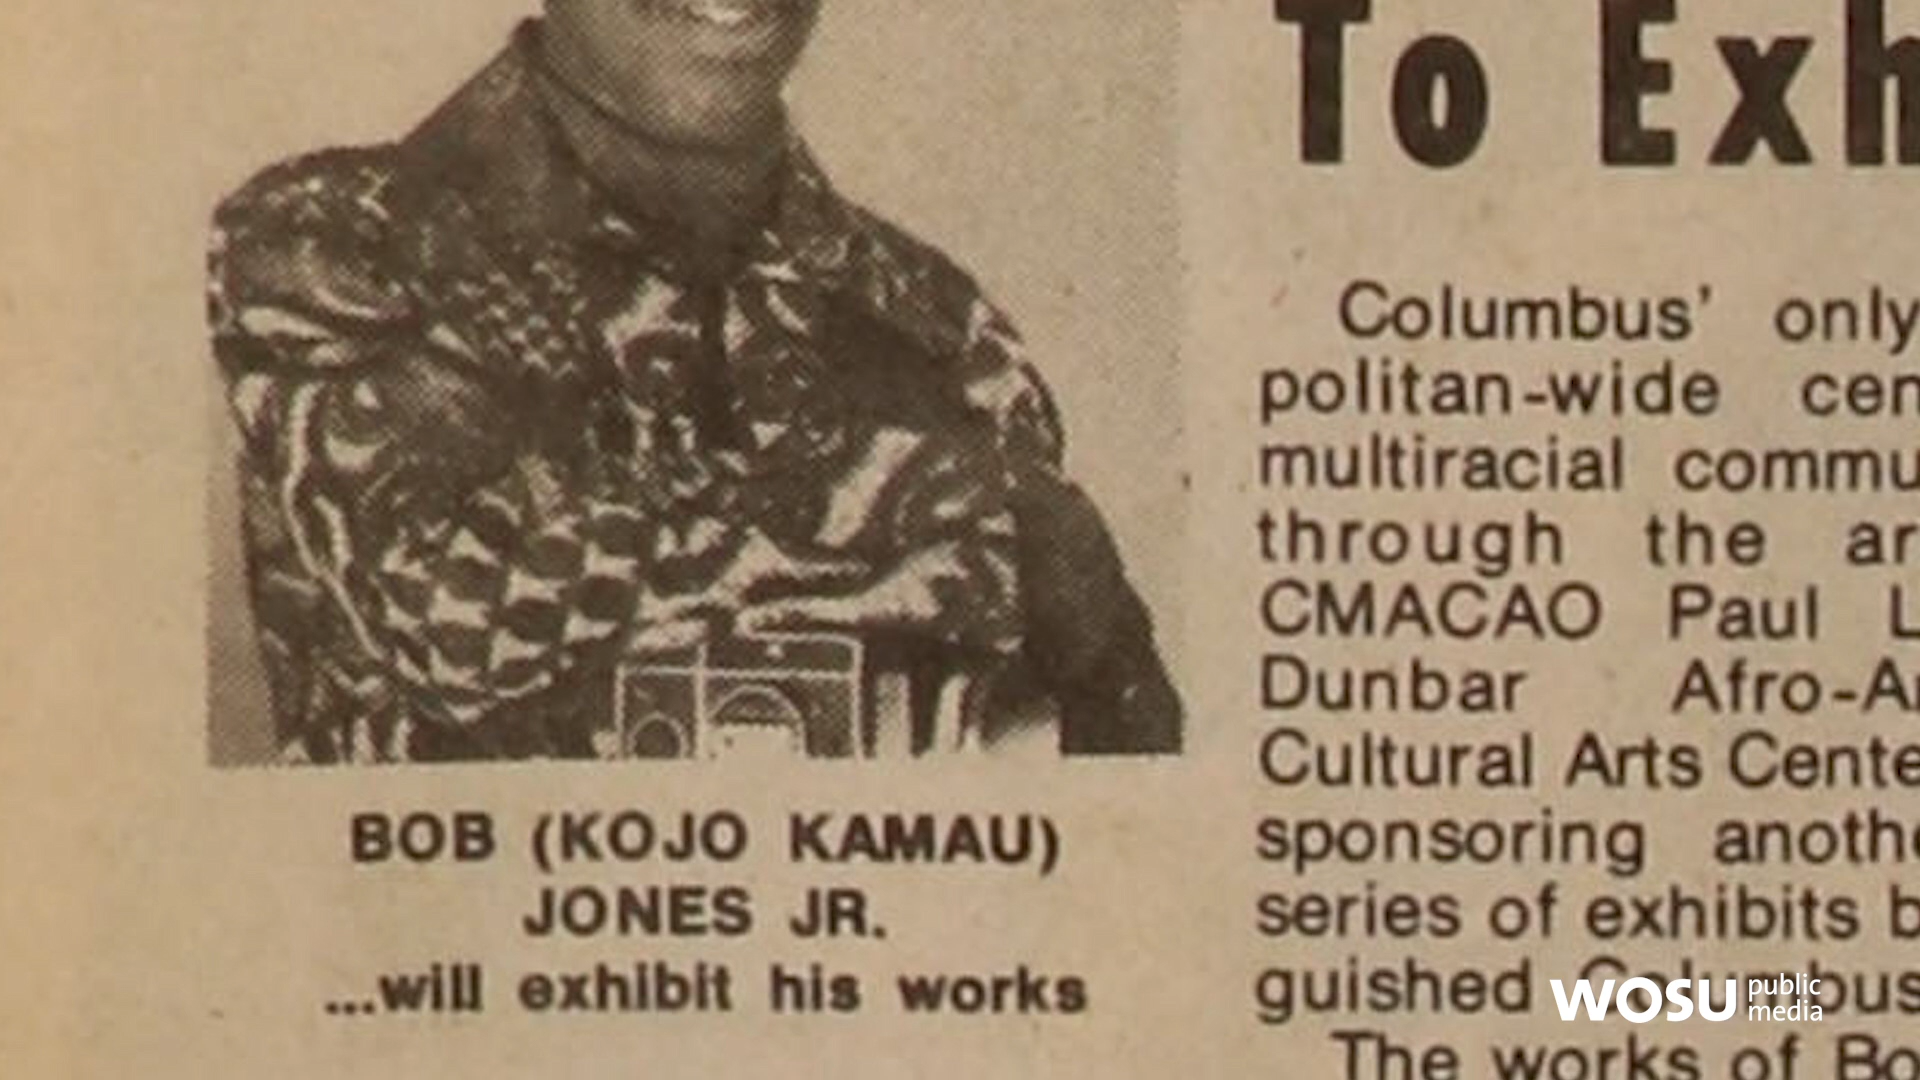 To Exh
BOB (KOJO KAMAU)
JONES JR.
...will exhibit his works
Columbus' only
politan-wide cen
multiracial commu
through the ar
CMACAO Paul L
Dunbar Afro-A
Cultural Arts Cente
sponsoring anothe
series of exhibits b
guished Columbus
The works of Bo
WOSU public media